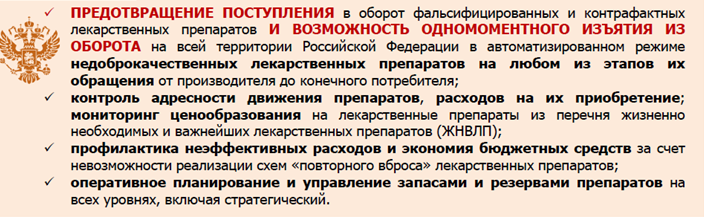 ✓ ПРЕДОТВРАЩЕНИЕ ПОСТУПЛЕНИЯ в оборот фальсифицированных и контрафактных
лекарственных препаратов И ВОЗМОЖНОСТЬ ОДНОМОМЕНТНОГО ИЗЪЯТИЯ ИЗ
ОБОРОТА на всей территории Российской Федерации в автоматизированном режиме
недоброкачественных лекарственных препаратов на любом из этапов их
обращения от производителя до конечного потребителя;
✓ контроль адресности движения препаратов, расходов на их приобретение;
мониторинг ценообразования на лекарственные препараты из перечня жизненно
необходимых и важнейших лекарственных препаратов (ЖНВЛП);
✓ профилактика неэффективных расходов и экономия бюджетных средств за счет
невозможности реализации схем «повторного вброса» лекарственных препаратов;
✓ оперативное планирование и управление запасами и резервами препаратов на
всех уровнях, включая стратегический.